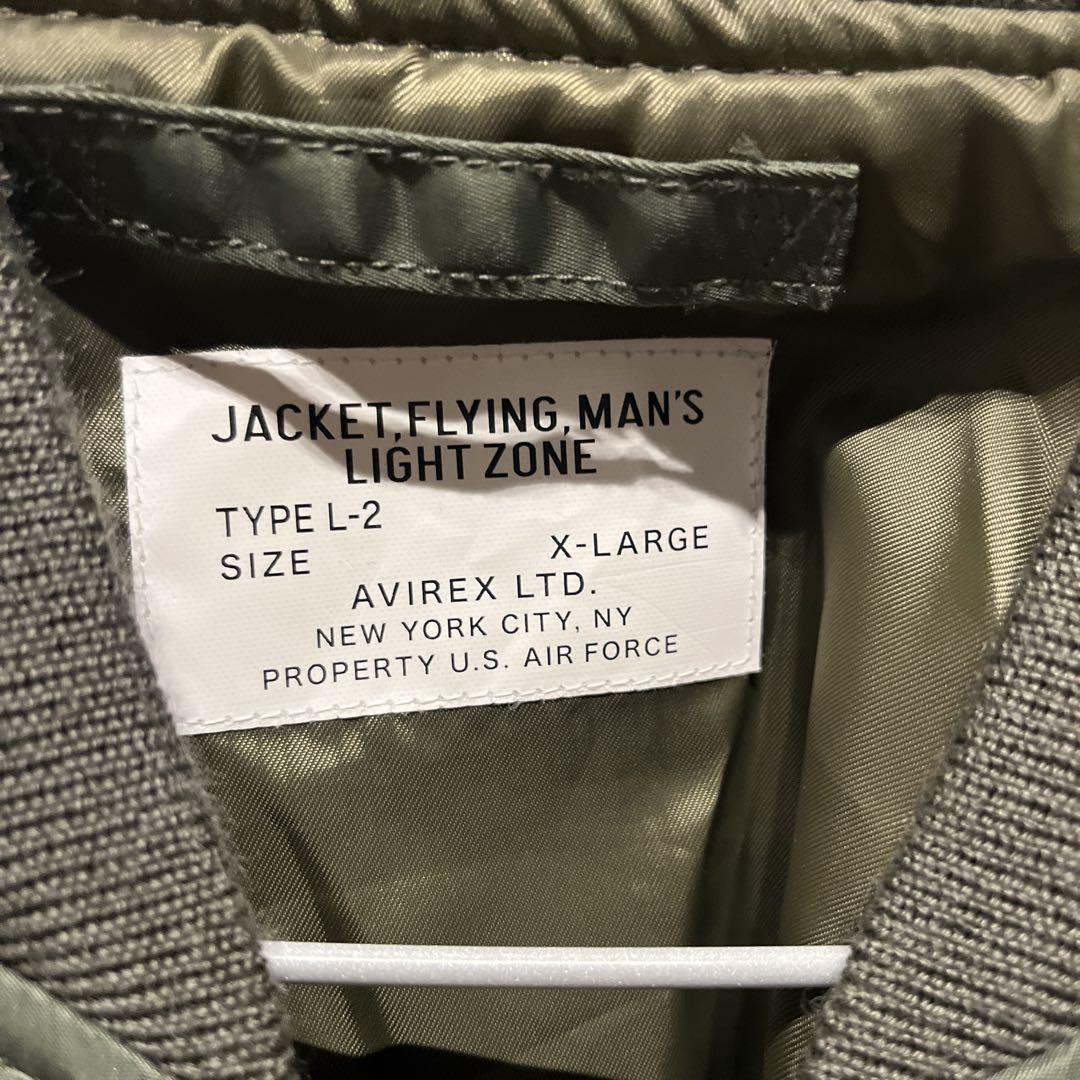 JACKET, FLYING, MAN'S
LIGHT ZONE
TYPE L-2
SIZE X-LARGE
AVIREX LTD.
NEW YORK CITY, NY
PROPERTY U.S. AIR FORCE